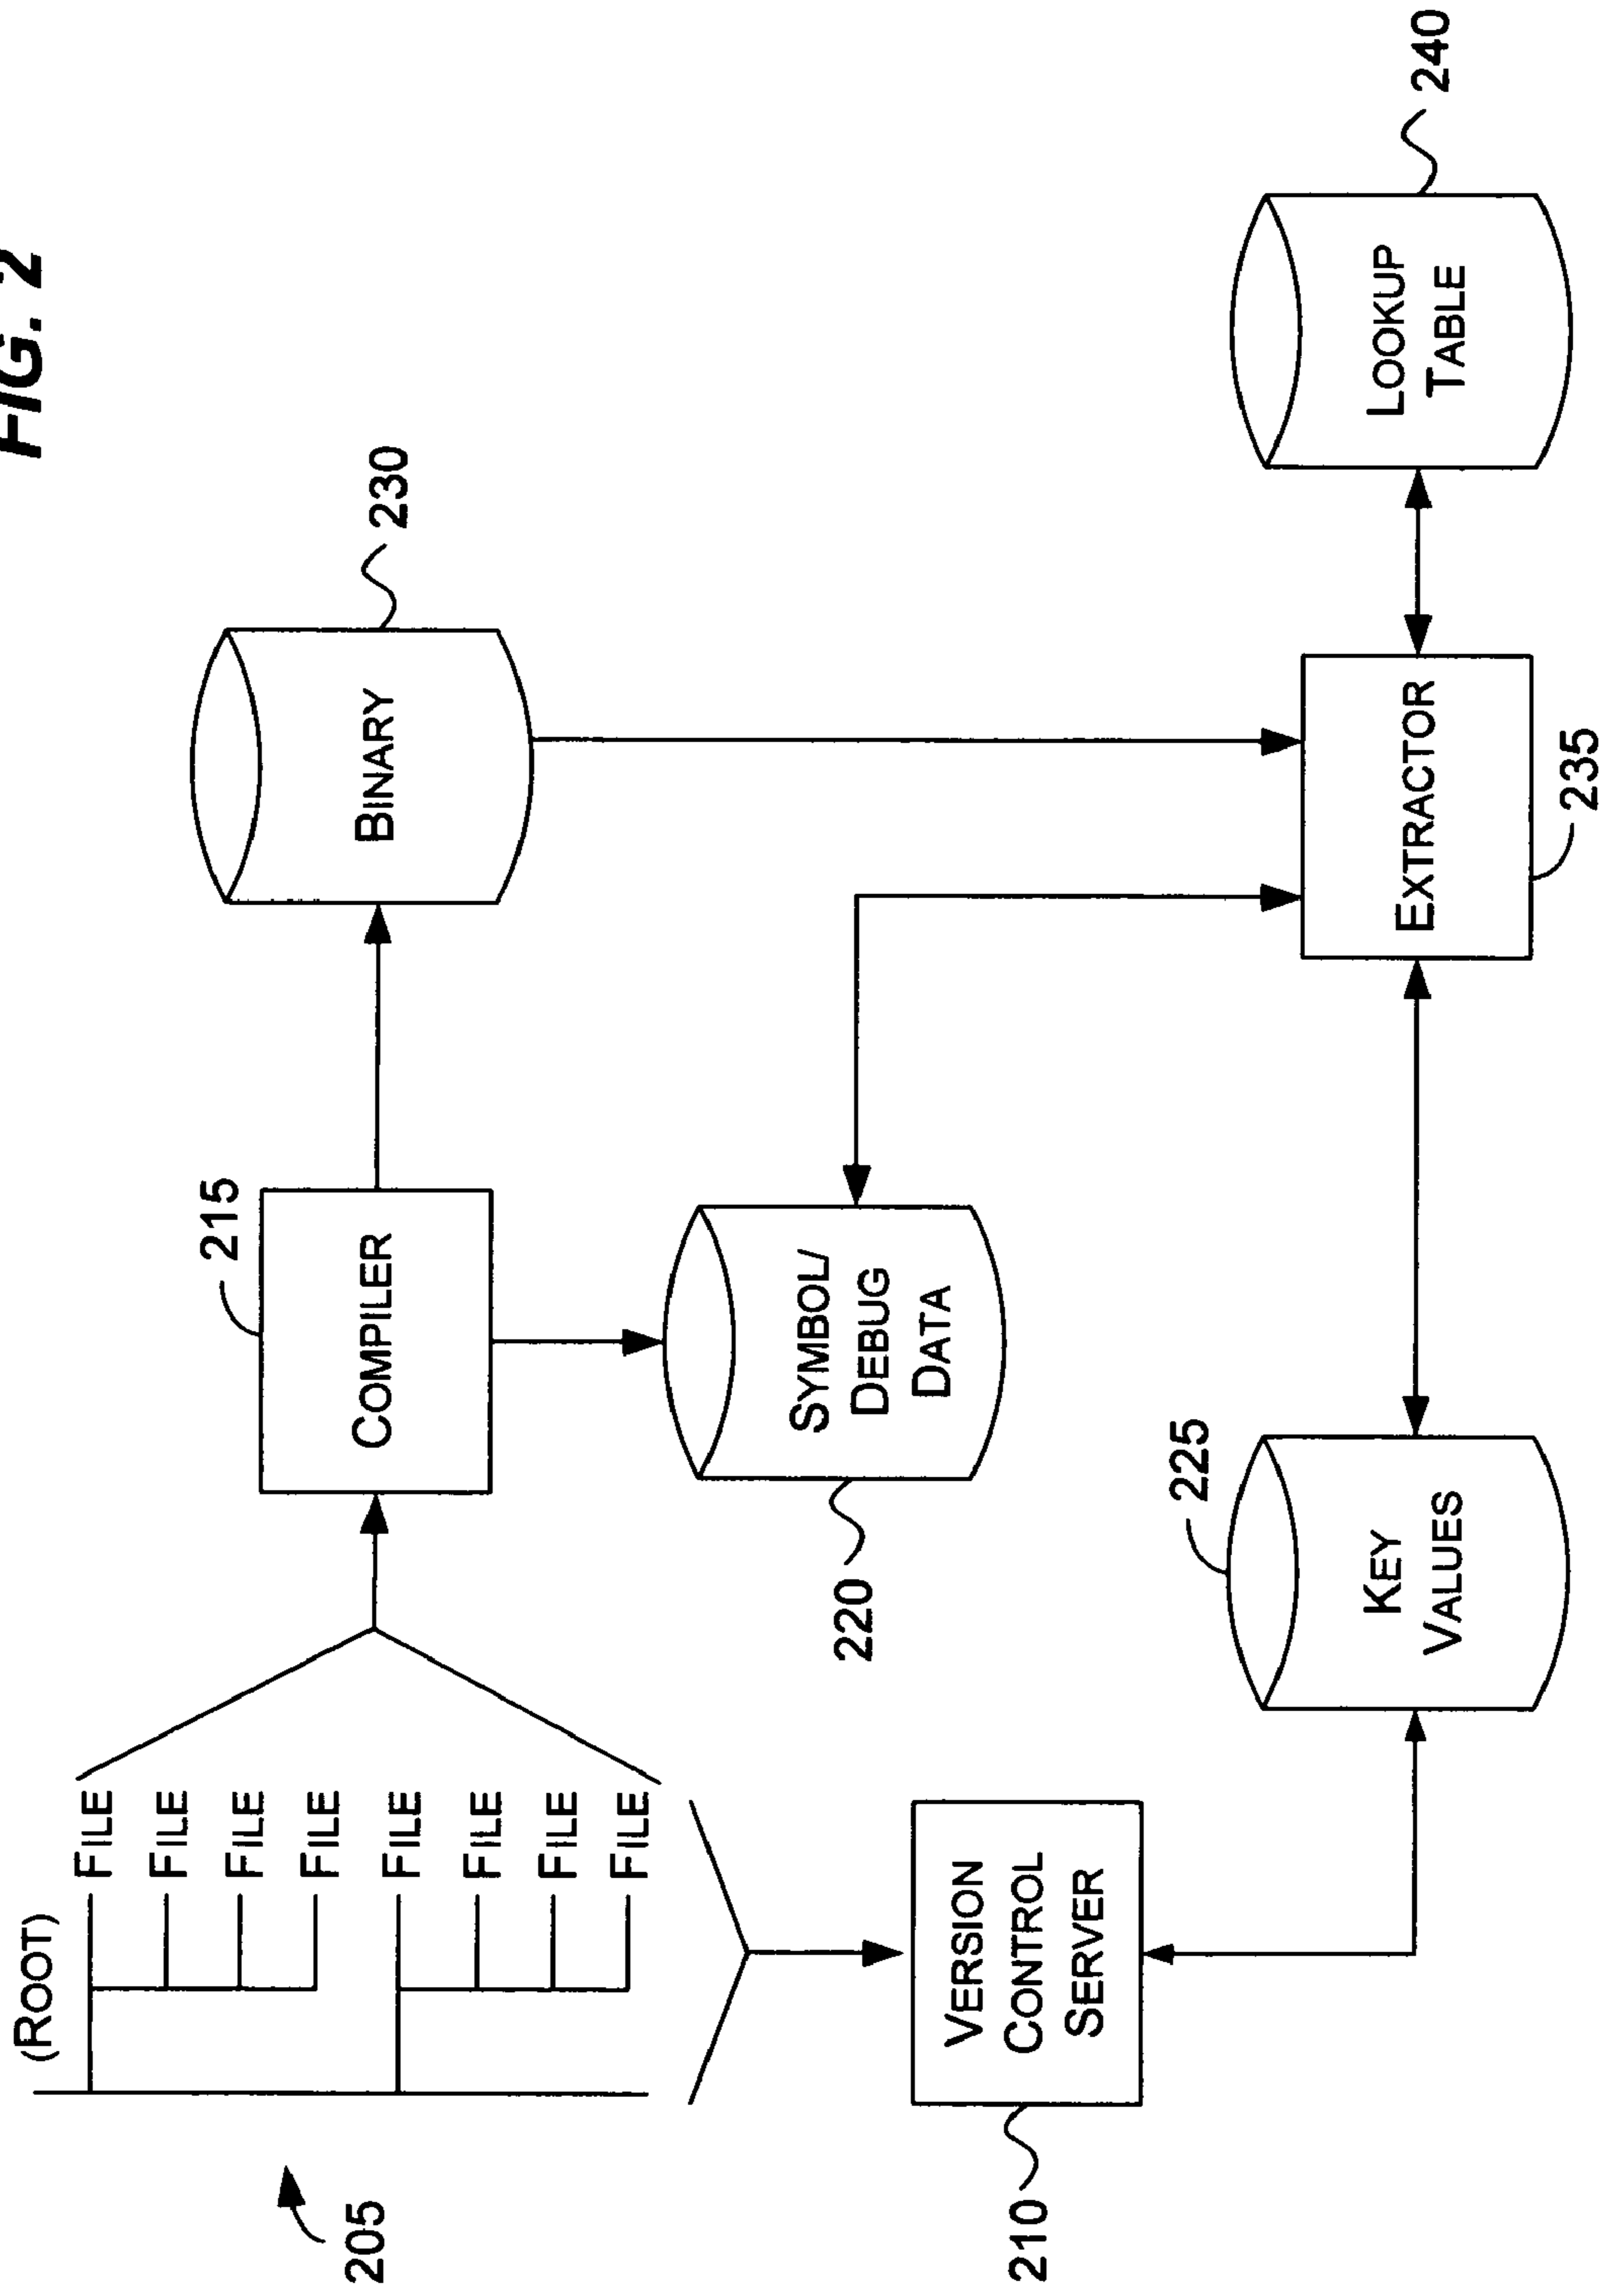 FIG. 2
(ROOT)
FILE
FILE
FILE
FILE
FILE
FILE
FILE
FILE
205
215
COMPILER
BINARY
230
SYMBOL/
DEBUG
DATA
220
VERSION
CONTROL
SERVER
210
225
KEY
VALUES
EXTRACTOR
235
LOOKUP
TABLE
240